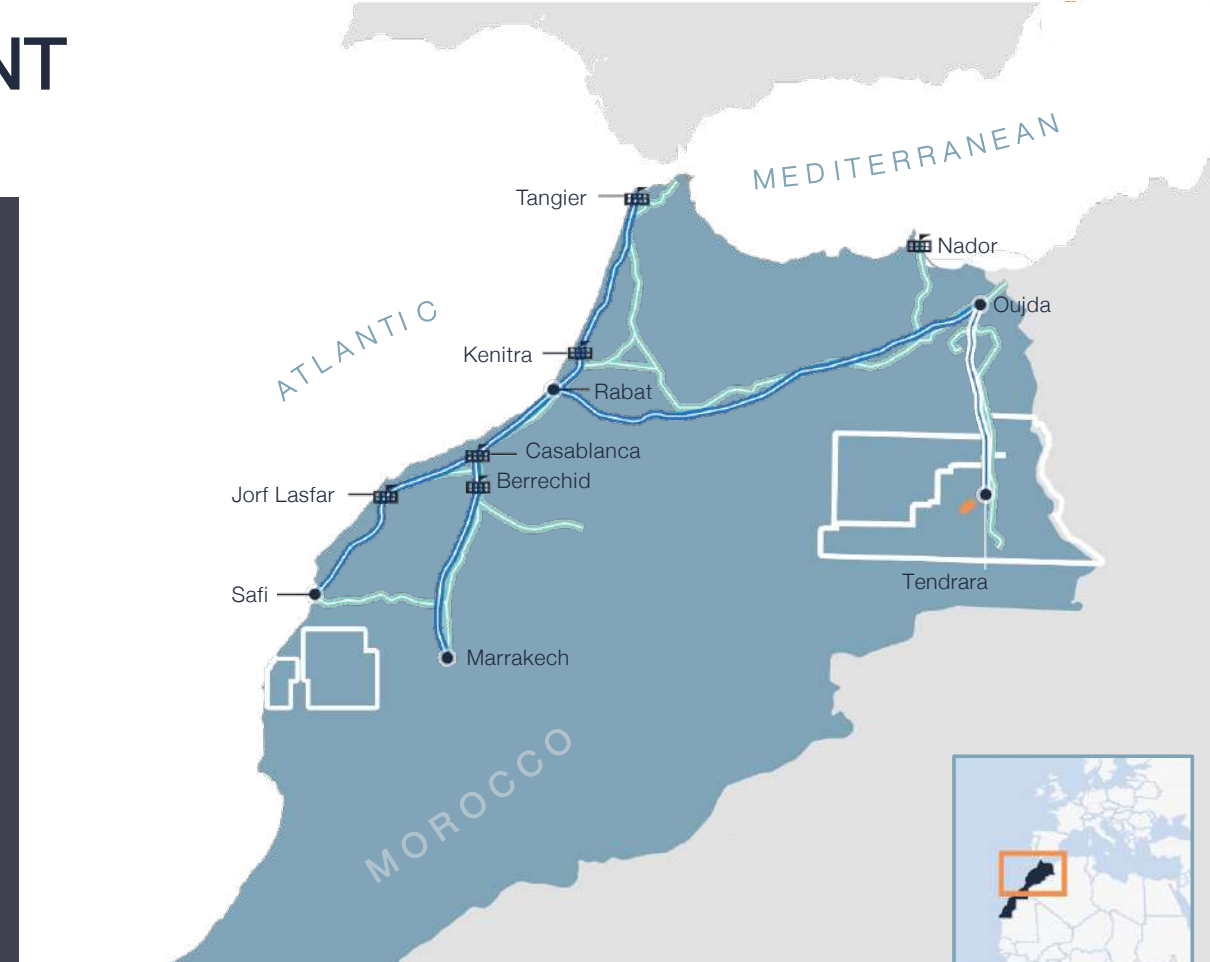 NT
MEDITERRANEAN
Tangier
Nador
ATLANTIC
Oujda
Kenitra
Rabat
Casablanca
Berrechid
Jorf Lasfar
Tendrara
Safi
Marrakech
MOROCCO